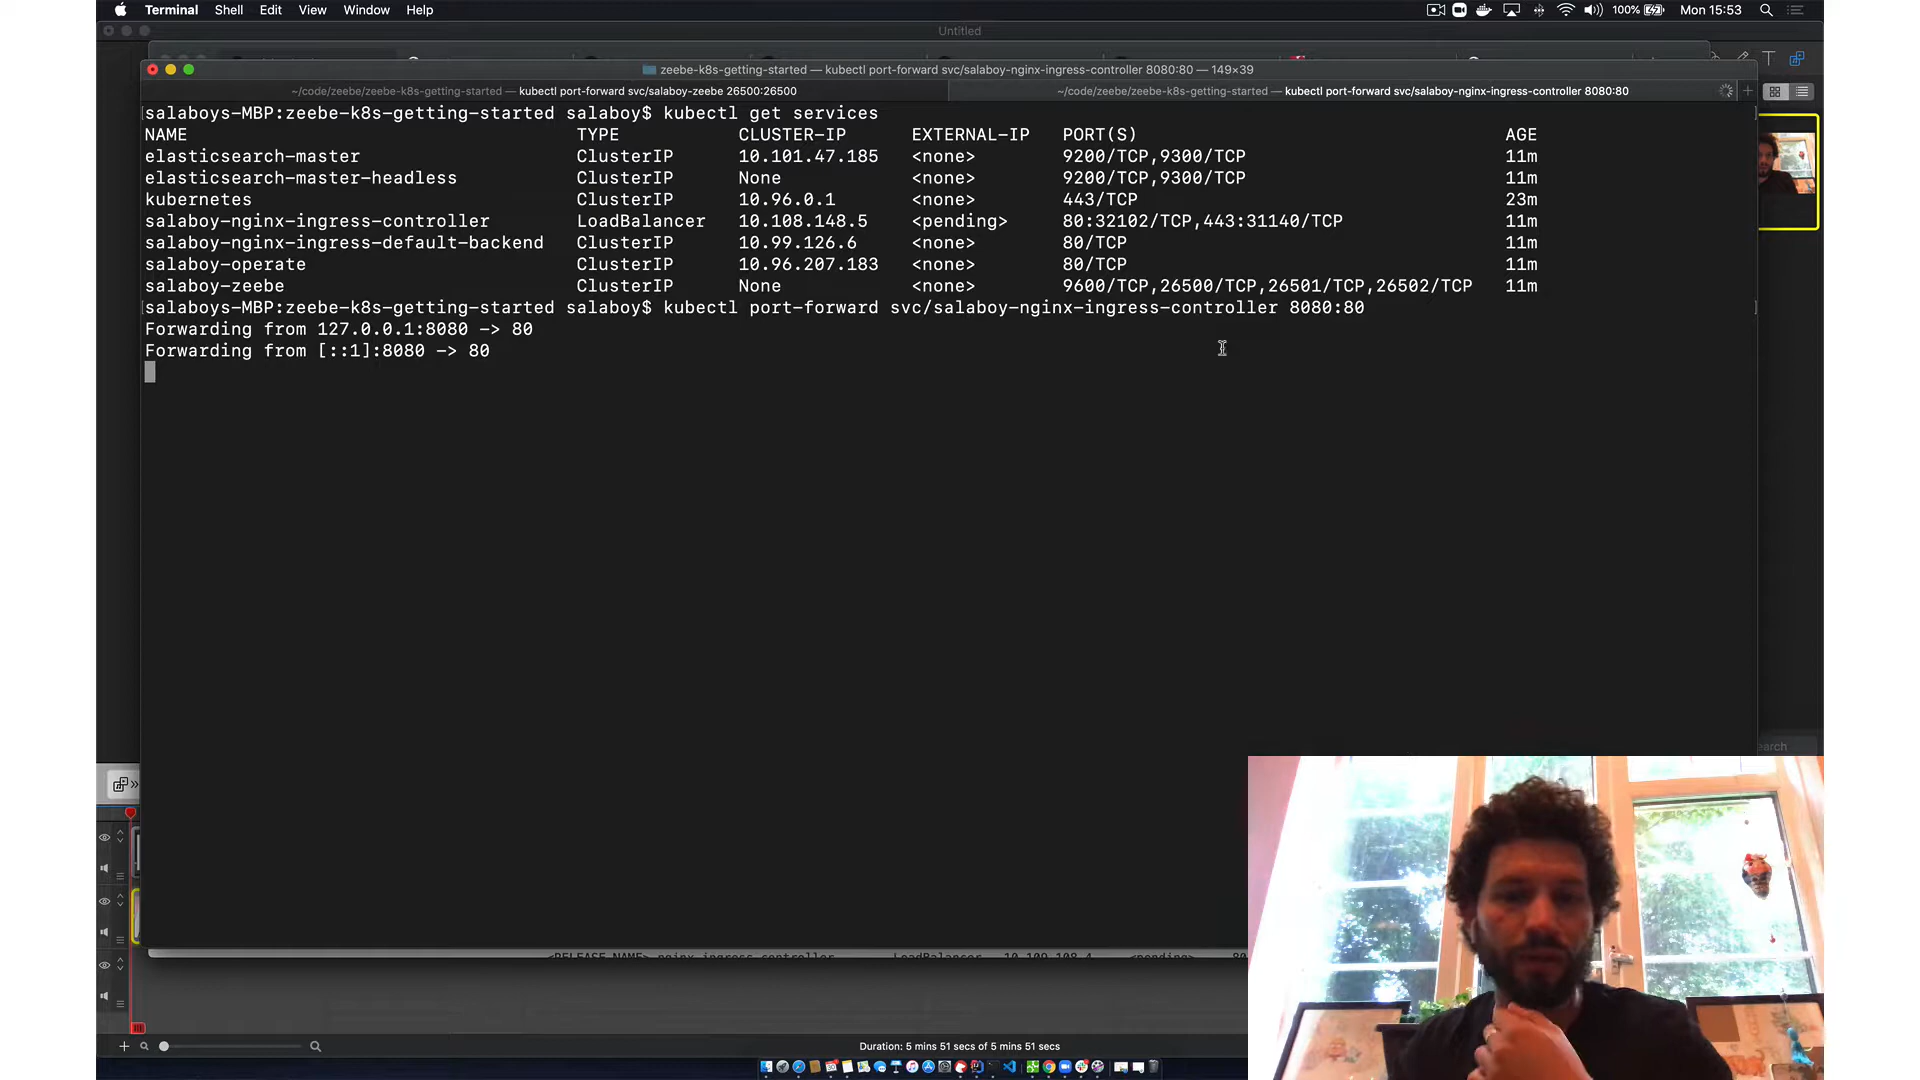 Terminal Shell Edit View Window Help 100% Mon 15:53
Untitled
zeebe-k8s-getting-started — kubectl port-forward svc/salaboy-nginx-ingress-controller 8080:80 — 149×39
~/code/zeebe/zeebe-k8s-getting-started — kubectl port-forward svc/salaboy-zeebe 26500:26500 ~/code/zeebe/zeebe-k8s-getting-started — kubectl port-forward svc/salaboy-nginx-ingress-controller 8080:80
[salaboys-MBP:zeebe-k8s-getting-started salaboy$ kubectl get services ]
NAME TYPE CLUSTER-IP EXTERNAL-IP PORT(S) AGE
elasticsearch-master ClusterIP 10.101.47.185 <none> 9200/TCP,9300/TCP 11m
elasticsearch-master-headless ClusterIP None <none> 9200/TCP,9300/TCP 11m
kubernetes ClusterIP 10.96.0.1 <none> 443/TCP 23m
salaboy-nginx-ingress-controller LoadBalancer 10.108.148.5 <pending> 80:32102/TCP,443:31140/TCP 11m
salaboy-nginx-ingress-default-backend ClusterIP 10.99.126.6 <none> 80/TCP 11m
salaboy-operate ClusterIP 10.96.207.183 <none> 80/TCP 11m
salaboy-zeebe ClusterIP None <none> 9600/TCP,26500/TCP,26501/TCP,26502/TCP 11m
[salaboys-MBP:zeebe-k8s-getting-started salaboy$ kubectl port-forward svc/salaboy-nginx-ingress-controller 8080:80 ]
Forwarding from 127.0.0.1:8080 -> 80
Forwarding from [::1]:8080 -> 80
earch
Duration: 5 mins 51 secs of 5 mins 51 secs